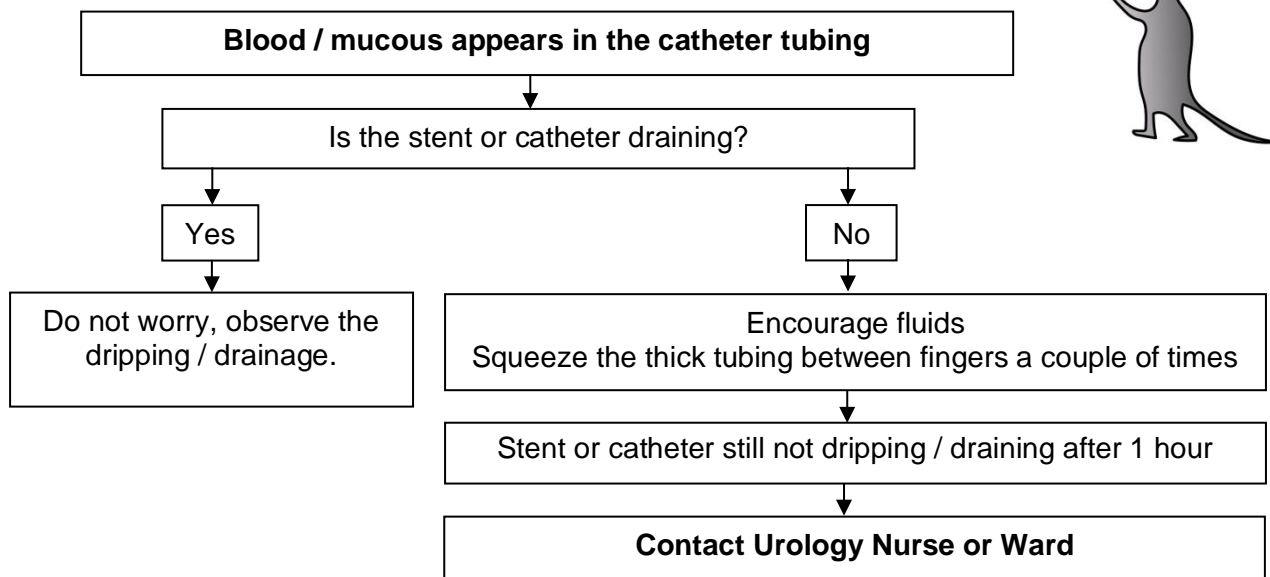 Blood / mucous appears in the catheter tubing
Is the stent or catheter draining?
Yes
No
Do not worry, observe the
dripping / drainage.
Encourage fluids
Squeeze the thick tubing between fingers a couple of times
Stent or catheter still not dripping / draining after 1 hour
Contact Urology Nurse or Ward